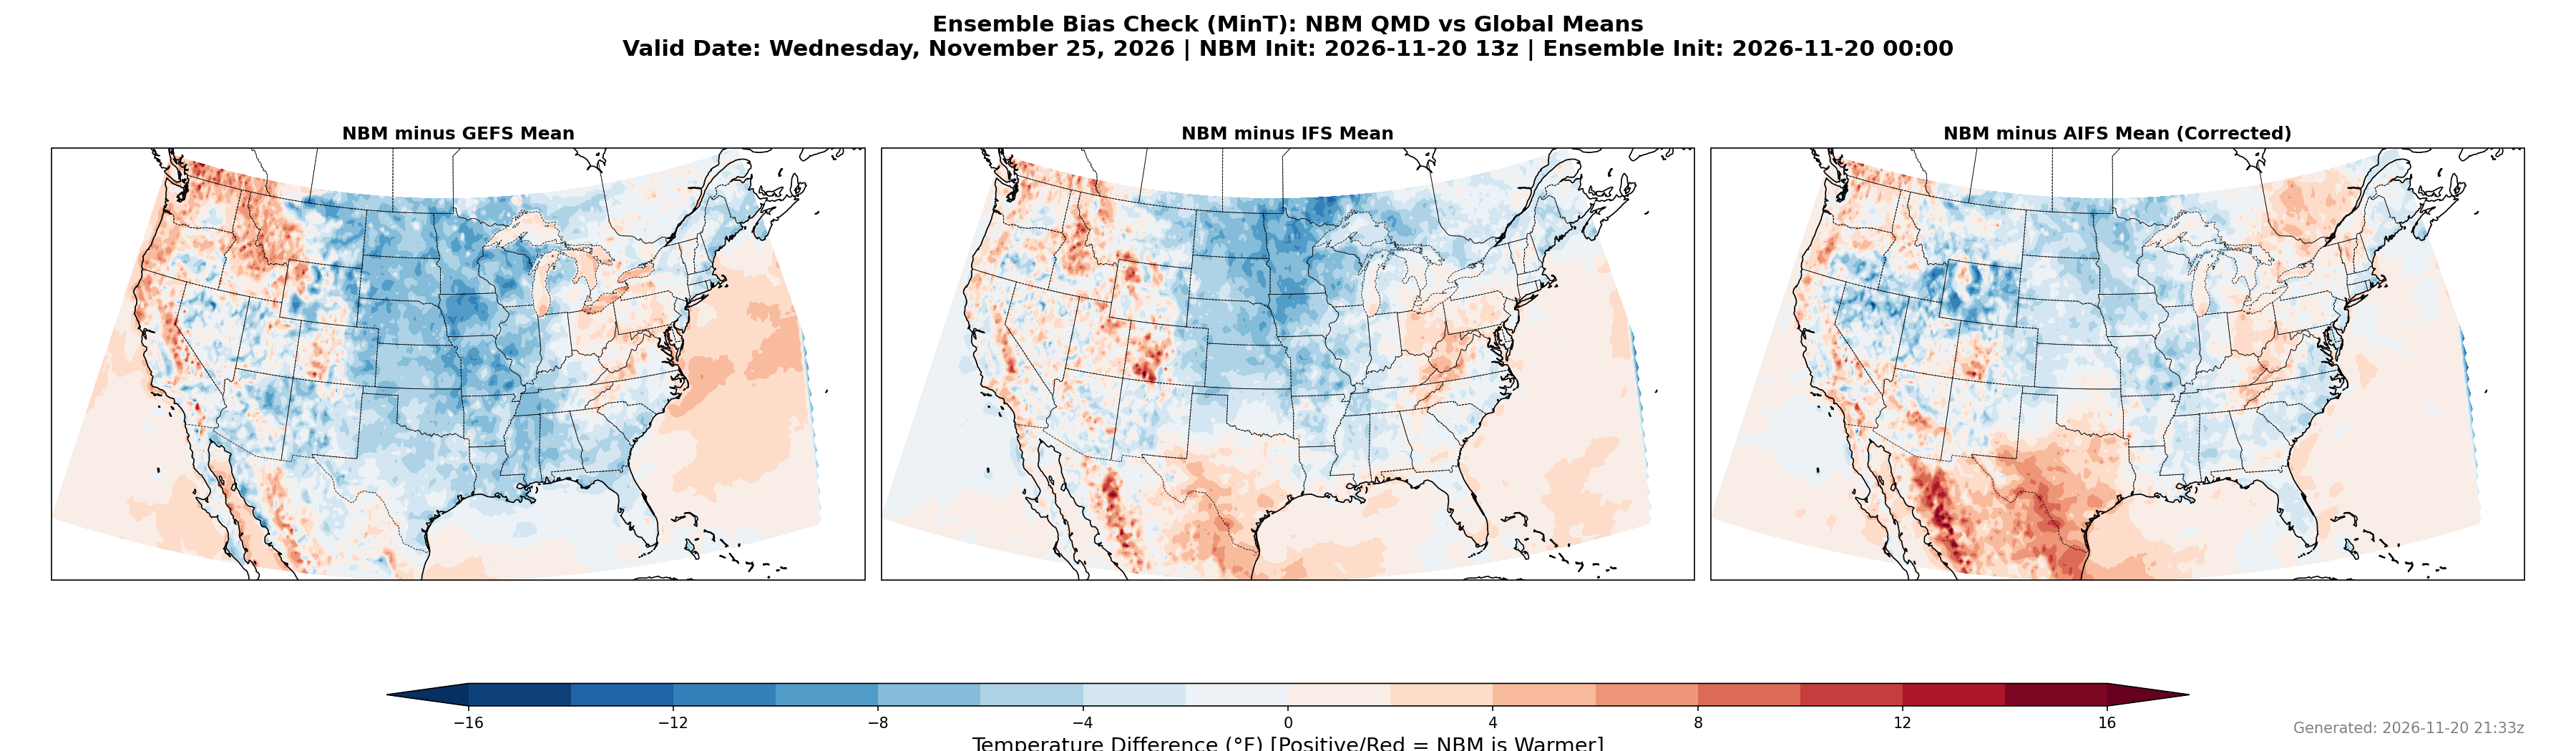 Ensemble Bias Check (MinT): NBM QMD vs Global Means
Valid Date: Wednesday, November 25, 2026 | NBM Init: 2026-11-20 13z | Ensemble Init: 2026-11-20 00:00
NBM minus GEFS Mean
NBM minus IFS Mean
NBM minus AIFS Mean (Corrected)
−16 −12 −8 −4 0 4 8 12 16
Generated: 2026-11-20 21:33z
Temperature Difference (°F) [Positive/Red = NBM is Warmer]